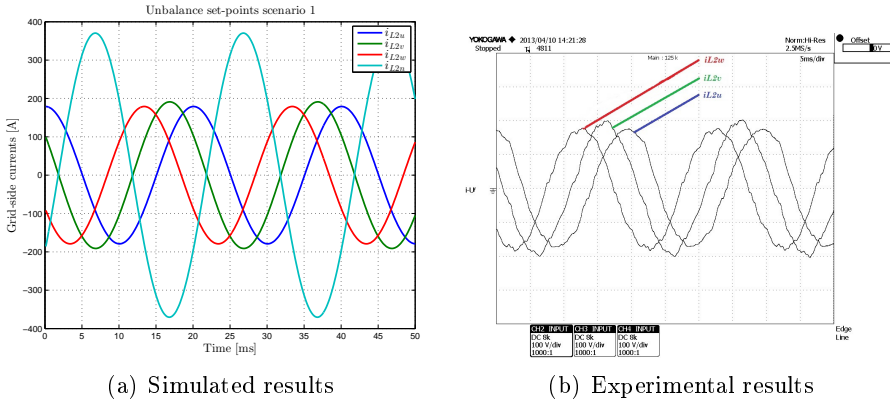 Unbalance set-points scenario 1
400
300
200
100
0
−100
−200
−300
−400
Grid-side currents [A]
0 5 10 15 20 25 30 35 40 45 50
Time [ms]
iL2u
iL2v
iL2w
iL2n
(a) Simulated results
YOKOGAWA ◆ 2013/04/10 14:21:28
Stopped 4811
Norm:Hi-Res
2.5MS/s
5ms/div
Main : 125 k
Offset
iL2w
iL2v
iL2u
CH2 INPUT CH3 INPUT CH4 INPUT
DC 8k DC 8k DC 8k
100 V/div 100 V/div 100 V/div
1000:1 1000:1 1000:1
Edge
Line
(b) Experimental results